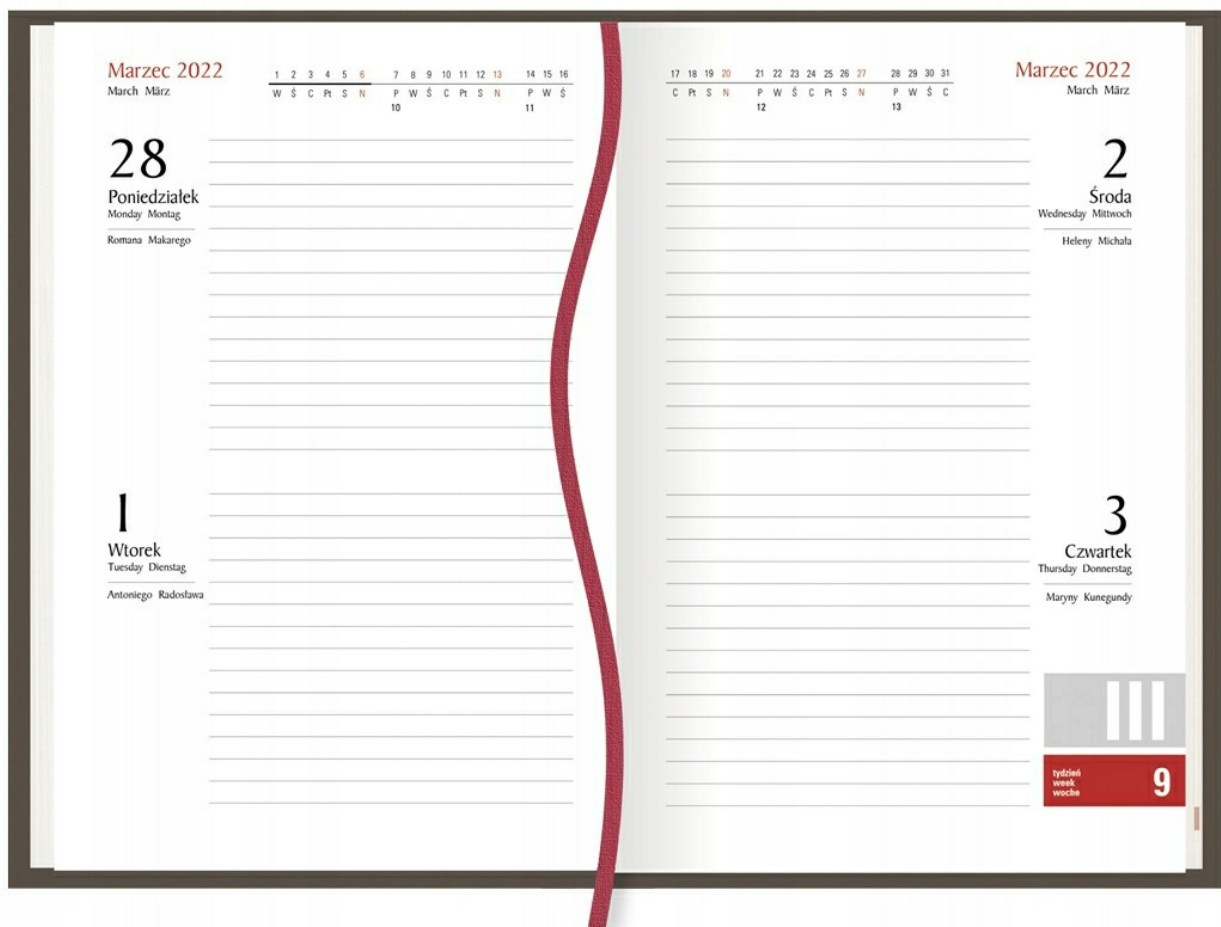 Marzec 2022
March März
1 2 3 4 5 6 7 8 9 10 11 12 13 14 15 16
W Ś C Pt S N P W Ś C Pt S N P W Ś
10 11
28
Poniedziałek
Monday Montag
Romana Makarego
1
Wtorek
Tuesday Dienstag
Antoniego Radosława
17 18 19 20 21 22 23 24 25 26 27 28 29 30 31
C Pt S N P W Ś C Pt S N P W Ś C
12 13
Marzec 2022
March März
2
Środa
Wednesday Mittwoch
Heleny Michała
3
Czwartek
Thursday Donnerstag
Maryny Kunegundy
III
tydzień
week
woche
9